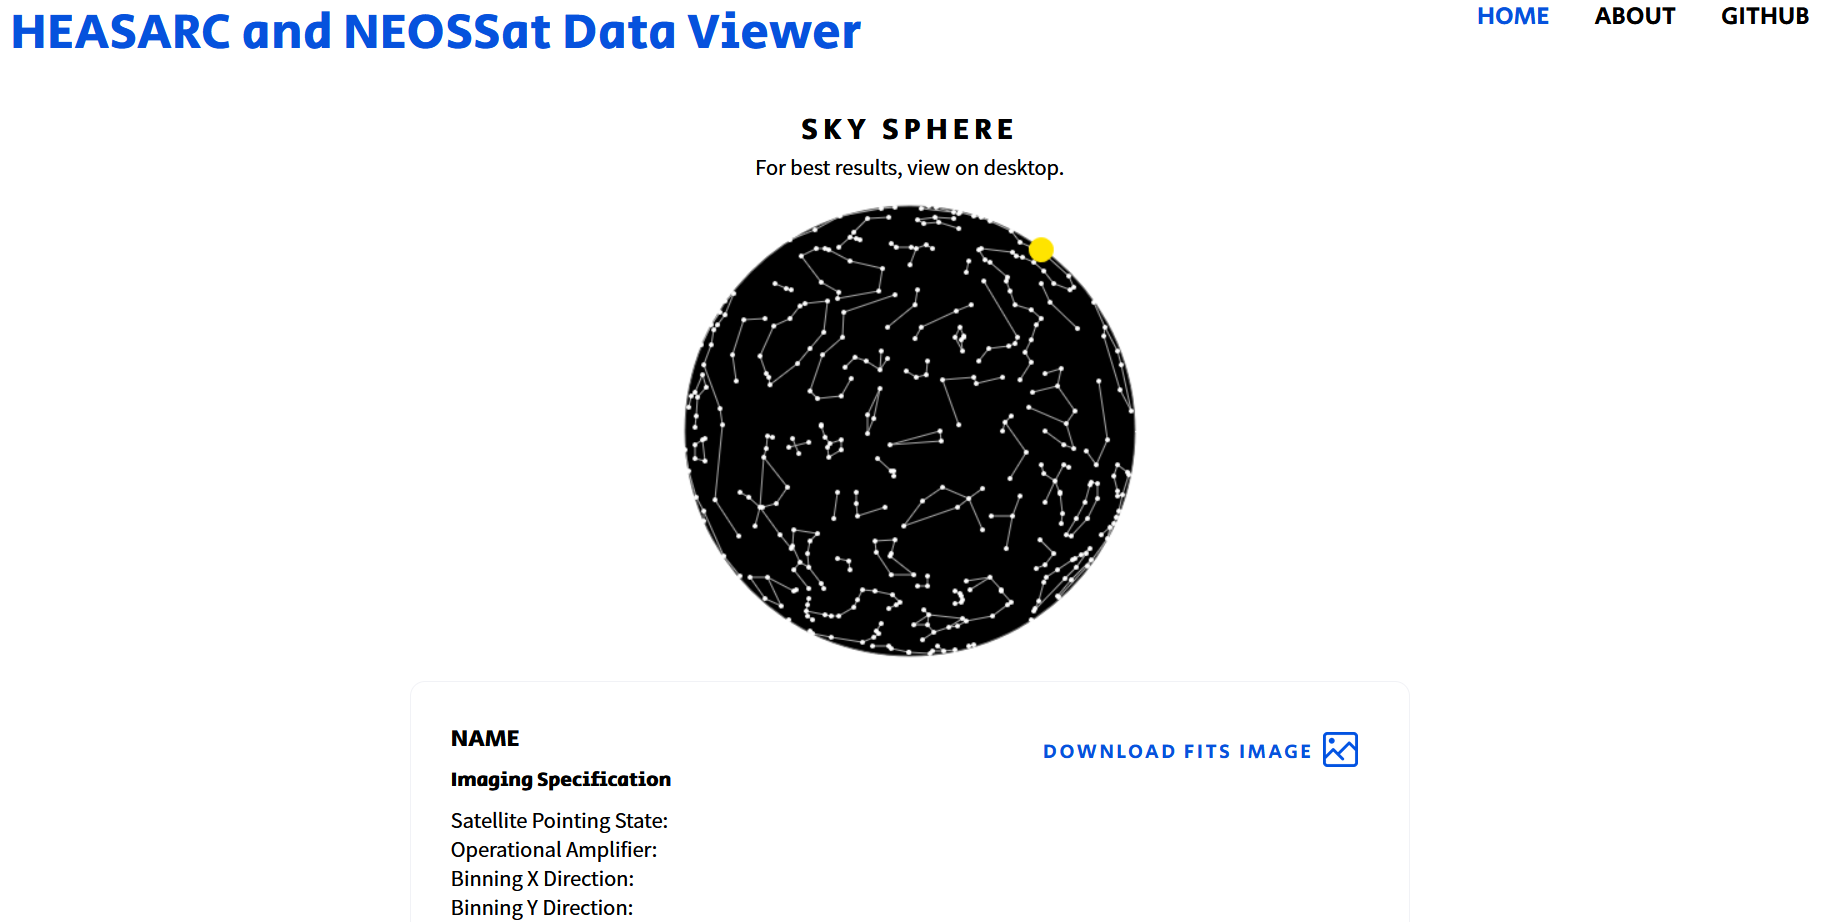 HEASARC and NEOSSat Data Viewer
HOME ABOUT GITHUB
SKY SPHERE
For best results, view on desktop.
NAME
DOWNLOAD FITS IMAGE
Imaging Specification
Satellite Pointing State:
Operational Amplifier:
Binning X Direction:
Binning Y Direction: